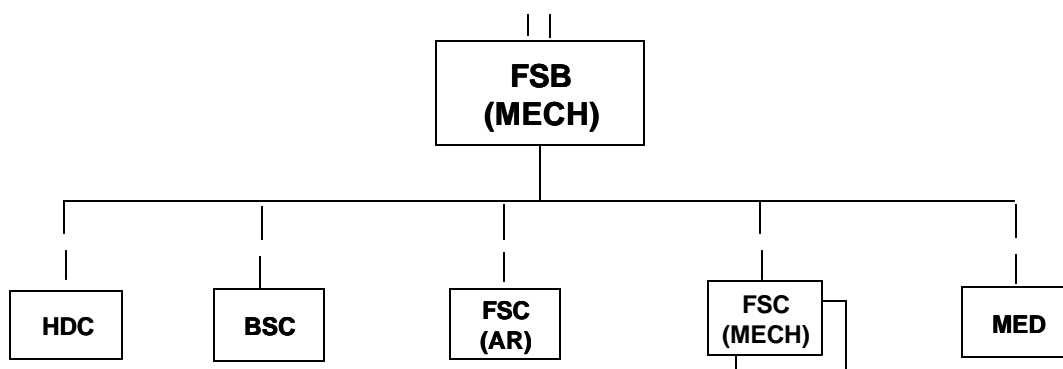 FSB
(MECH)
HDC
BSC
FSC
(AR)
FSC
(MECH)
MED